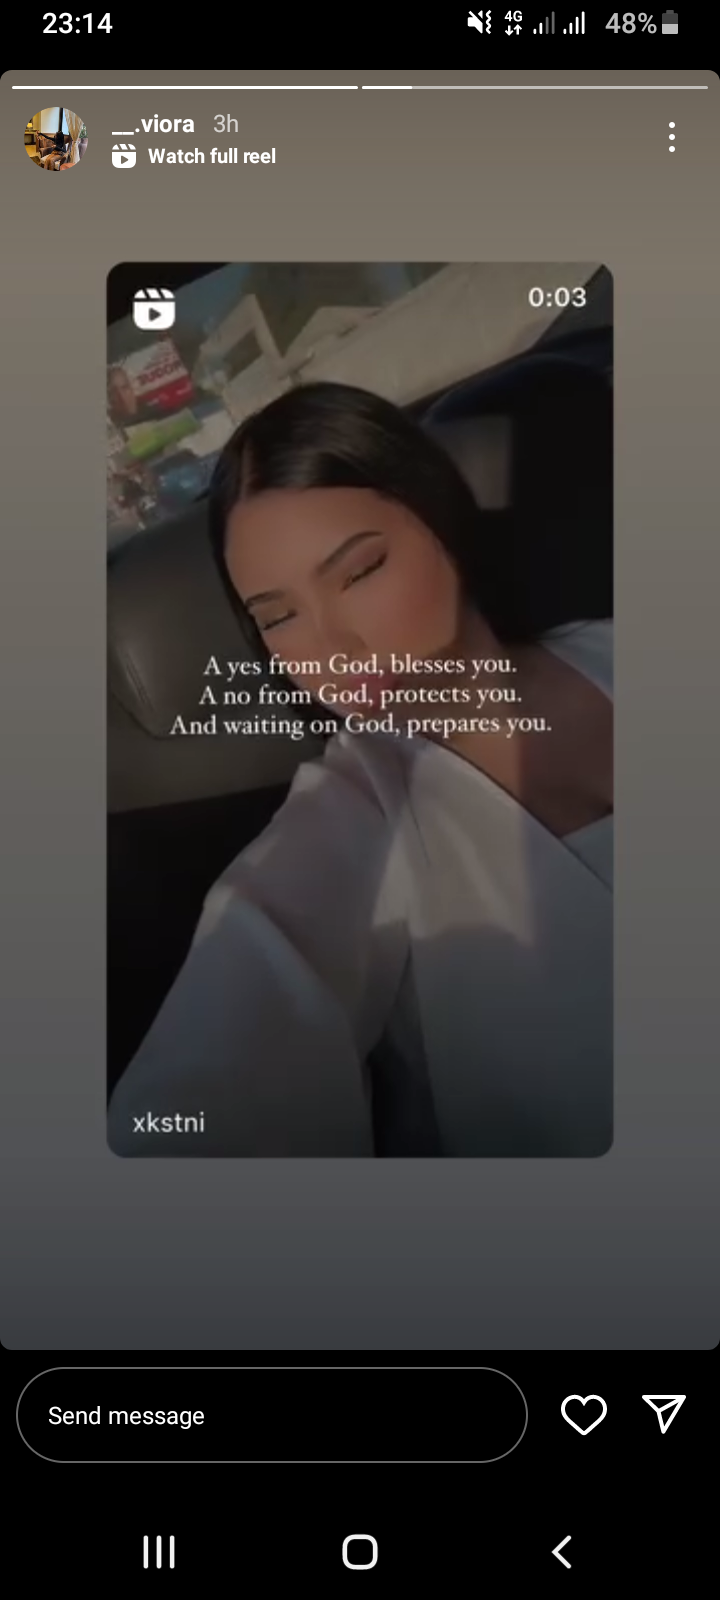 23:14
4G
48%
__.viora 3h
Watch full reel
0:03
A yes from God, blesses you.
A no from God, protects you.
And waiting on God, prepares you.
xkstni
Send message